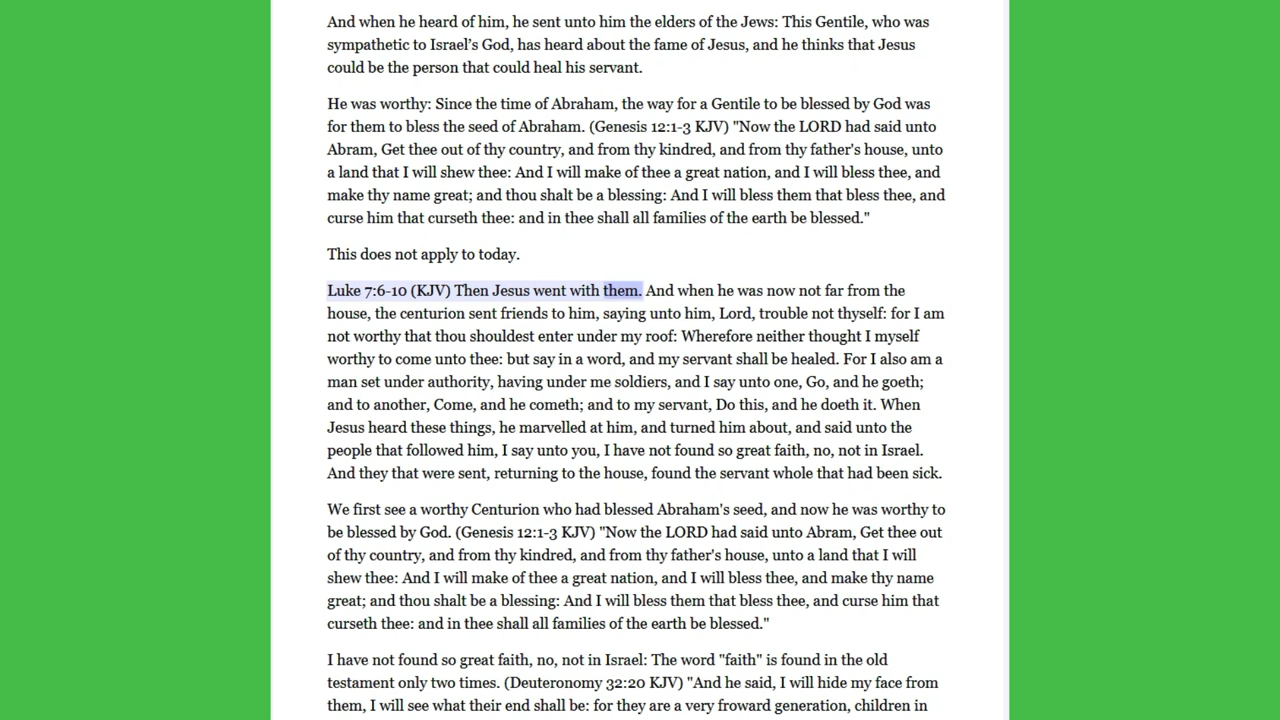 And when he heard of him, he sent unto him the elders of the Jews: This Gentile, who was
sympathetic to Israel’s God, has heard about the fame of Jesus, and he thinks that Jesus
could be the person that could heal his servant.
He was worthy: Since the time of Abraham, the way for a Gentile to be blessed by God was
for them to bless the seed of Abraham. (Genesis 12:1-3 KJV) "Now the LORD had said unto
Abram, Get thee out of thy country, and from thy kindred, and from thy father's house, unto
a land that I will shew thee: And I will make of thee a great nation, and I will bless thee, and
make thy name great; and thou shalt be a blessing: And I will bless them that bless thee, and
curse him that curseth thee: and in thee shall all families of the earth be blessed."
This does not apply to today.
Luke 7:6-10 (KJV) Then Jesus went with them. And when he was now not far from the
house, the centurion sent friends to him, saying unto him, Lord, trouble not thyself: for I am
not worthy that thou shouldest enter under my roof: Wherefore neither thought I myself
worthy to come unto thee: but say in a word, and my servant shall be healed. For I also am a
man set under authority, having under me soldiers, and I say unto one, Go, and he goeth;
and to another, Come, and he cometh; and to my servant, Do this, and he doeth it. When
Jesus heard these things, he marvelled at him, and turned him about, and said unto the
people that followed him, I say unto you, I have not found so great faith, no, not in Israel.
And they that were sent, returning to the house, found the servant whole that had been sick.
We first see a worthy Centurion who had blessed Abraham's seed, and now he was worthy to
be blessed by God. (Genesis 12:1-3 KJV) "Now the LORD had said unto Abram, Get thee out
of thy country, and from thy kindred, and from thy father's house, unto a land that I will
shew thee: And I will make of thee a great nation, and I will bless thee, and make thy name
great; and thou shalt be a blessing: And I will bless them that bless thee, and curse him that
curseth thee: and in thee shall all families of the earth be blessed."
I have not found so great faith, no, not in Israel: The word "faith" is found in the old
testament only two times. (Deuteronomy 32:20 KJV) "And he said, I will hide my face from
them, I will see what their end shall be: for they are a very froward generation, children in